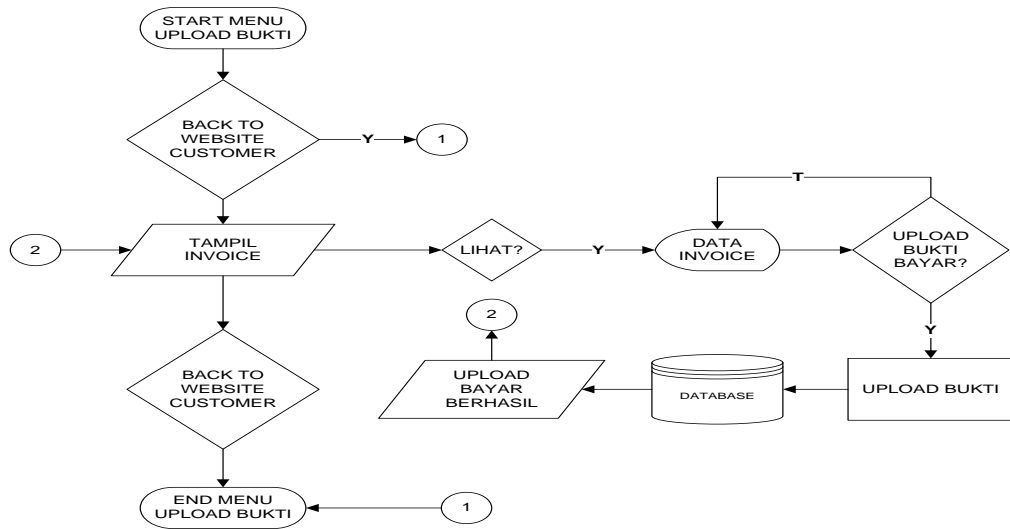 START MENU
UPLOAD BUKTI
BACK TO
WEBSITE
CUSTOMER
Y
1
T
2
TAMPIL
INVOICE
LIHAT?
Y
DATA
INVOICE
UPLOAD
BUKTI
BAYAR?
Y
2
BACK TO
WEBSITE
CUSTOMER
UPLOAD
BAYAR
BERHASIL
DATABASE
UPLOAD BUKTI
END MENU
UPLOAD BUKTI
1